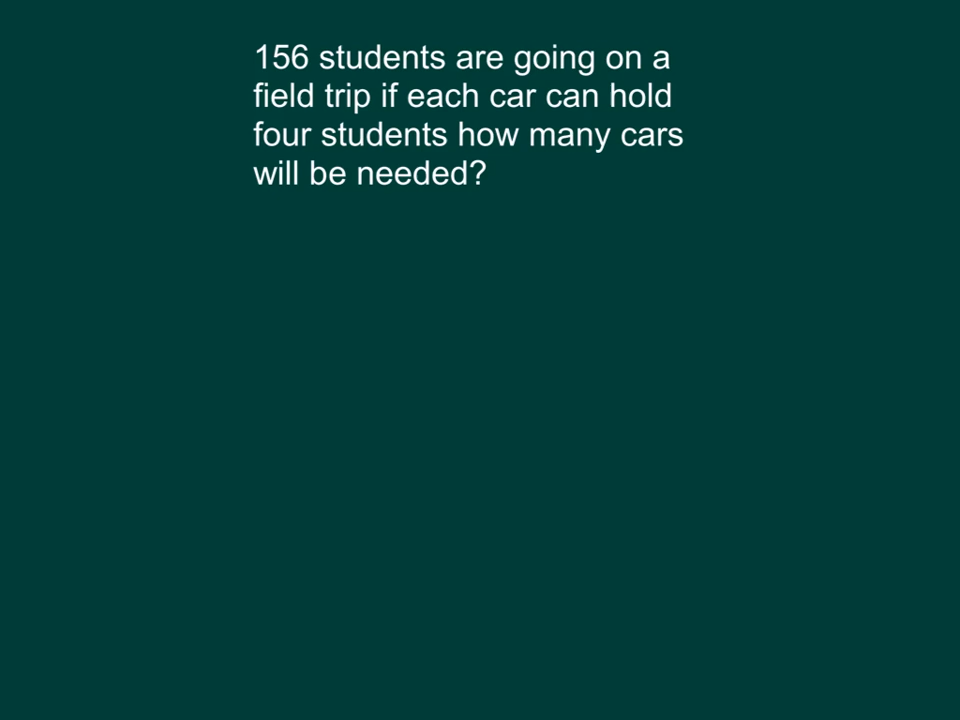 156 students are going on a
field trip if each car can hold
four students how many cars
will be needed?